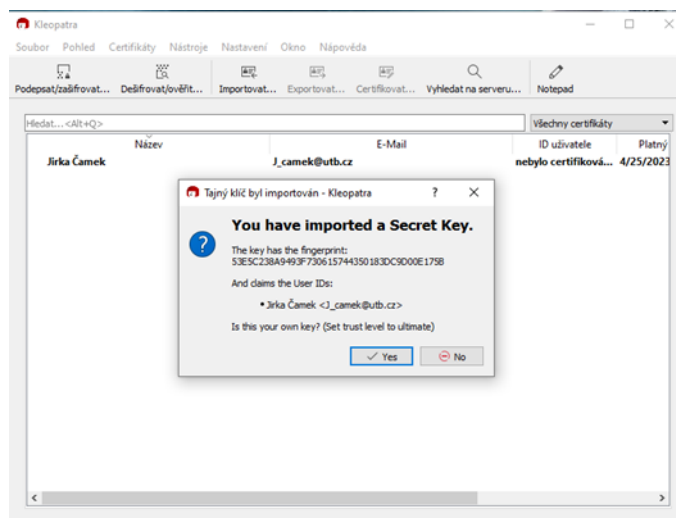 Kleopatra
Soubor Pohled Certifikáty Nástroje Nastavení Okno Nápověda
Podepsat/zašifrovat... Dešifrovat/ověřit... Importovat... Exportovat... Certifikovat... Vyhledat na serveru... Notepad
Hledat...<Alt+Q> Všechny certifikáty
Název E-Mail ID uživatele Platný
Jirka Čamek J_camek@utb.cz nebylo certifiková... 4/25/2023
Tajný klíč byl importován - Kleopatra ?
You have imported a Secret Key.
The key has the fingerprint:
53E5C238A9493F730615744350183DC9D00E175B
And claims the User IDs:
• Jirka Čamek <J_camek@utb.cz>
Is this your own key? (Set trust level to ultimate)
Yes No